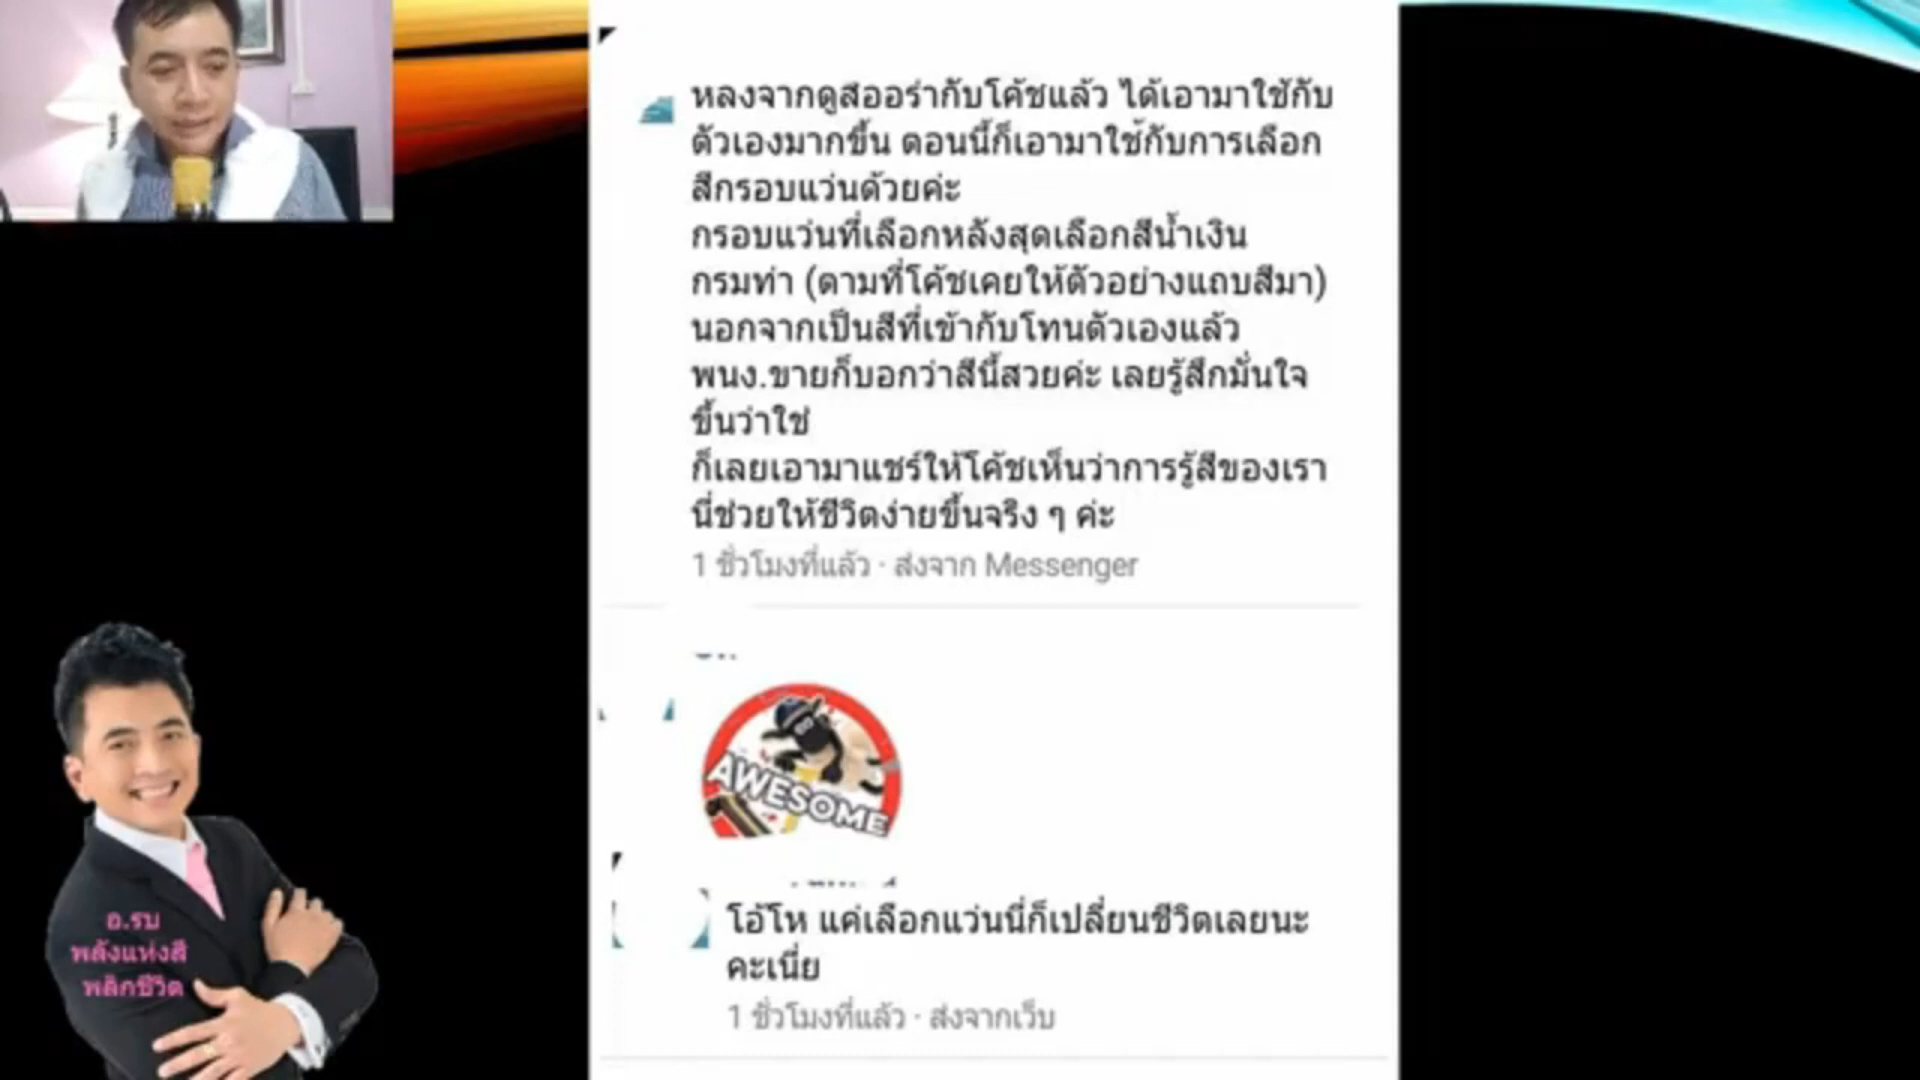 หลังจากดูสีออร่ากับโค้ชแล้ว ได้เอามาใช้กับ
ตัวเองมากขึ้น ตอนนี้ก็เอามาใช้กับการเลือก
สีกรอบแว่นด้วยค่ะ
กรอบแว่นที่เลือกหลังสุดเลือกสีน้ำเงิน
กรมท่า (ตามที่โค้ชเคยให้ตัวอย่างแถบสีมา)
นอกจากเป็นสีที่เข้ากับโทนตัวเองแล้ว
พนง.ขายก็บอกว่าสีนี้สวยค่ะ เลยรู้สึกมั่นใจ
ขึ้นว่าใช่
ก็เลยเอามาแชร์ให้โค้ชเห็นว่าการรู้สีของเรา
นี่ช่วยให้ชีวิตง่ายขึ้นจริง ๆ ค่ะ
1 ชั่วโมงที่แล้ว · ส่งจาก Messenger
AWESOME
โอ้โห แค่เลือกแว่นนี่ก็เปลี่ยนชีวิตเลยนะ
คะเนี่ย
1 ชั่วโมงที่แล้ว · ส่งจากเว็บ
อ.รบ
พลังแห่งสี
พลิกชีวิต